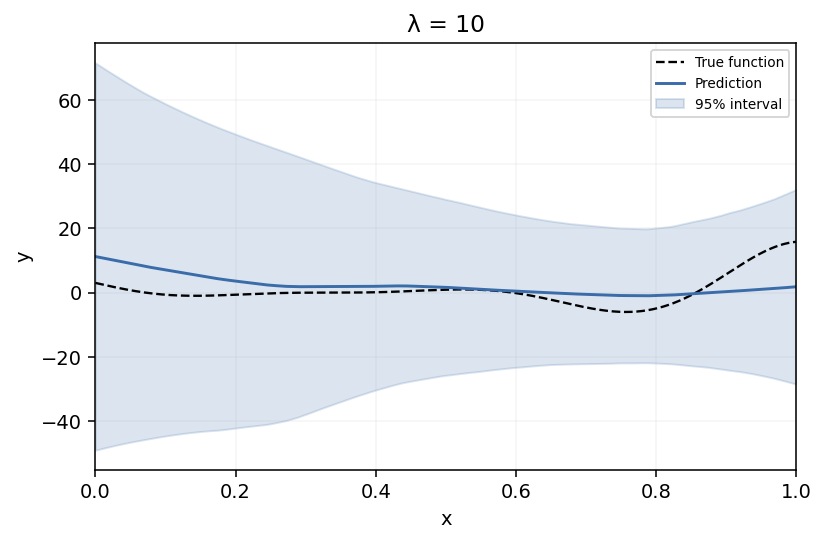 λ = 10
True function
Prediction
95% interval
y
60
40
20
0
−20
−40
0.0 0.2 0.4 0.6 0.8 1.0
x